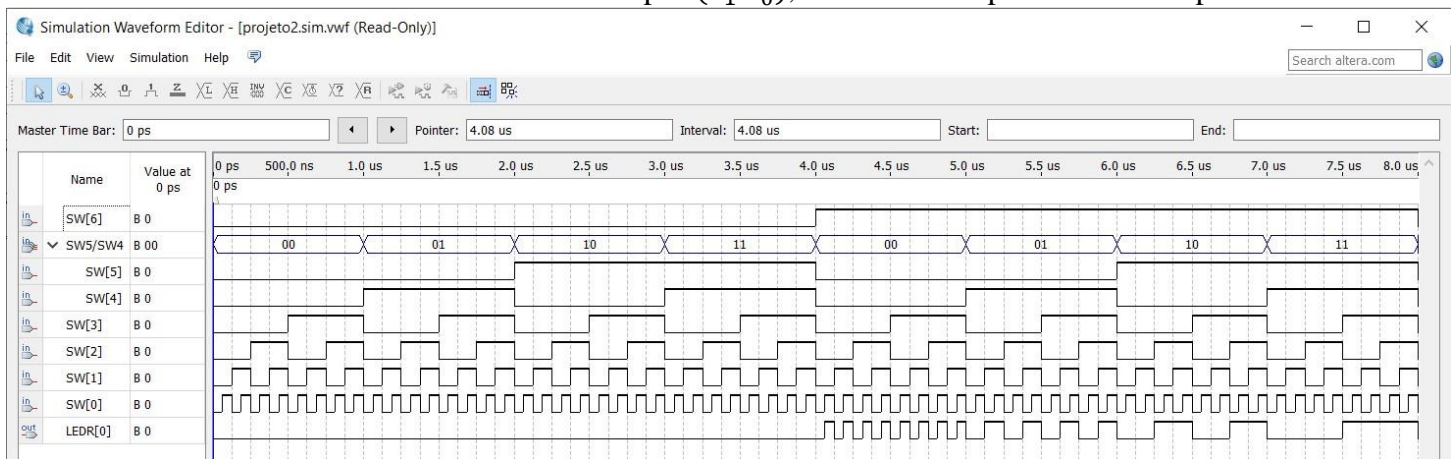 Simulation Waveform Editor - [projeto2.sim.vwf (Read-Only)]
File Edit View Simulation Help
Search altera.com
Master Time Bar: 0 ps Pointer: 4.08 us Interval: 4.08 us Start: End:
Name Value at 0 ps
0 ps 500.0 ns 1.0 us 1.5 us 2.0 us 2.5 us 3.0 us 3.5 us 4.0 us 4.5 us 5.0 us 5.5 us 6.0 us 6.5 us 7.0 us 7.5 us 8.0 us
0 ps
SW[6] B 0
SW5/SW4 B 00 00 01 10 11 00 01 10 11
SW[5] B 0
SW[4] B 0
SW[3] B 0
SW[2] B 0
SW[1] B 0
SW[0] B 0
LEDR[0] B 0